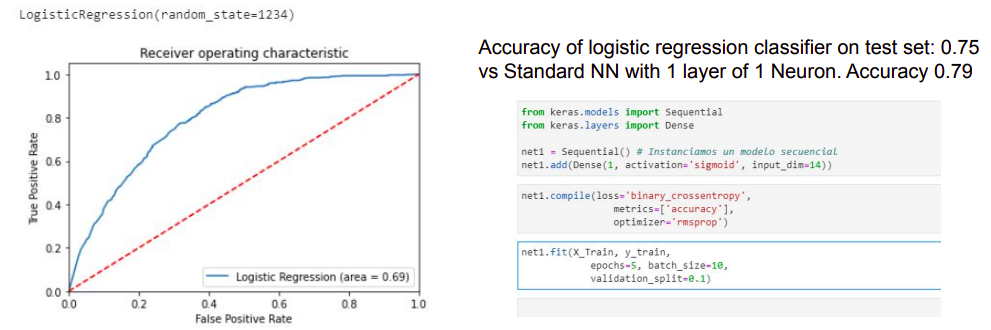 LogisticRegression(random_state=1234)
Receiver operating characteristic
True Positive Rate
1.0
0.8
0.6
0.4
0.2
0.0
Logistic Regression (area = 0.69)
0.0 0.2 0.4 0.6 0.8 1.0
False Positive Rate
Accuracy of logistic regression classifier on test set: 0.75
vs Standard NN with 1 layer of 1 Neuron. Accuracy 0.79
from keras.models import Sequential
from keras.layers import Dense
net1 = Sequential() # Instanciamos un modelo secuencial
net1.add(Dense(1, activation='sigmoid', input_dim=14))
net1.compile(loss='binary_crossentropy',
metrics=['accuracy'],
optimizer='rmsprop')
net1.fit(X_Train, y_train,
epochs=5, batch_size=10,
validation_split=0.1)